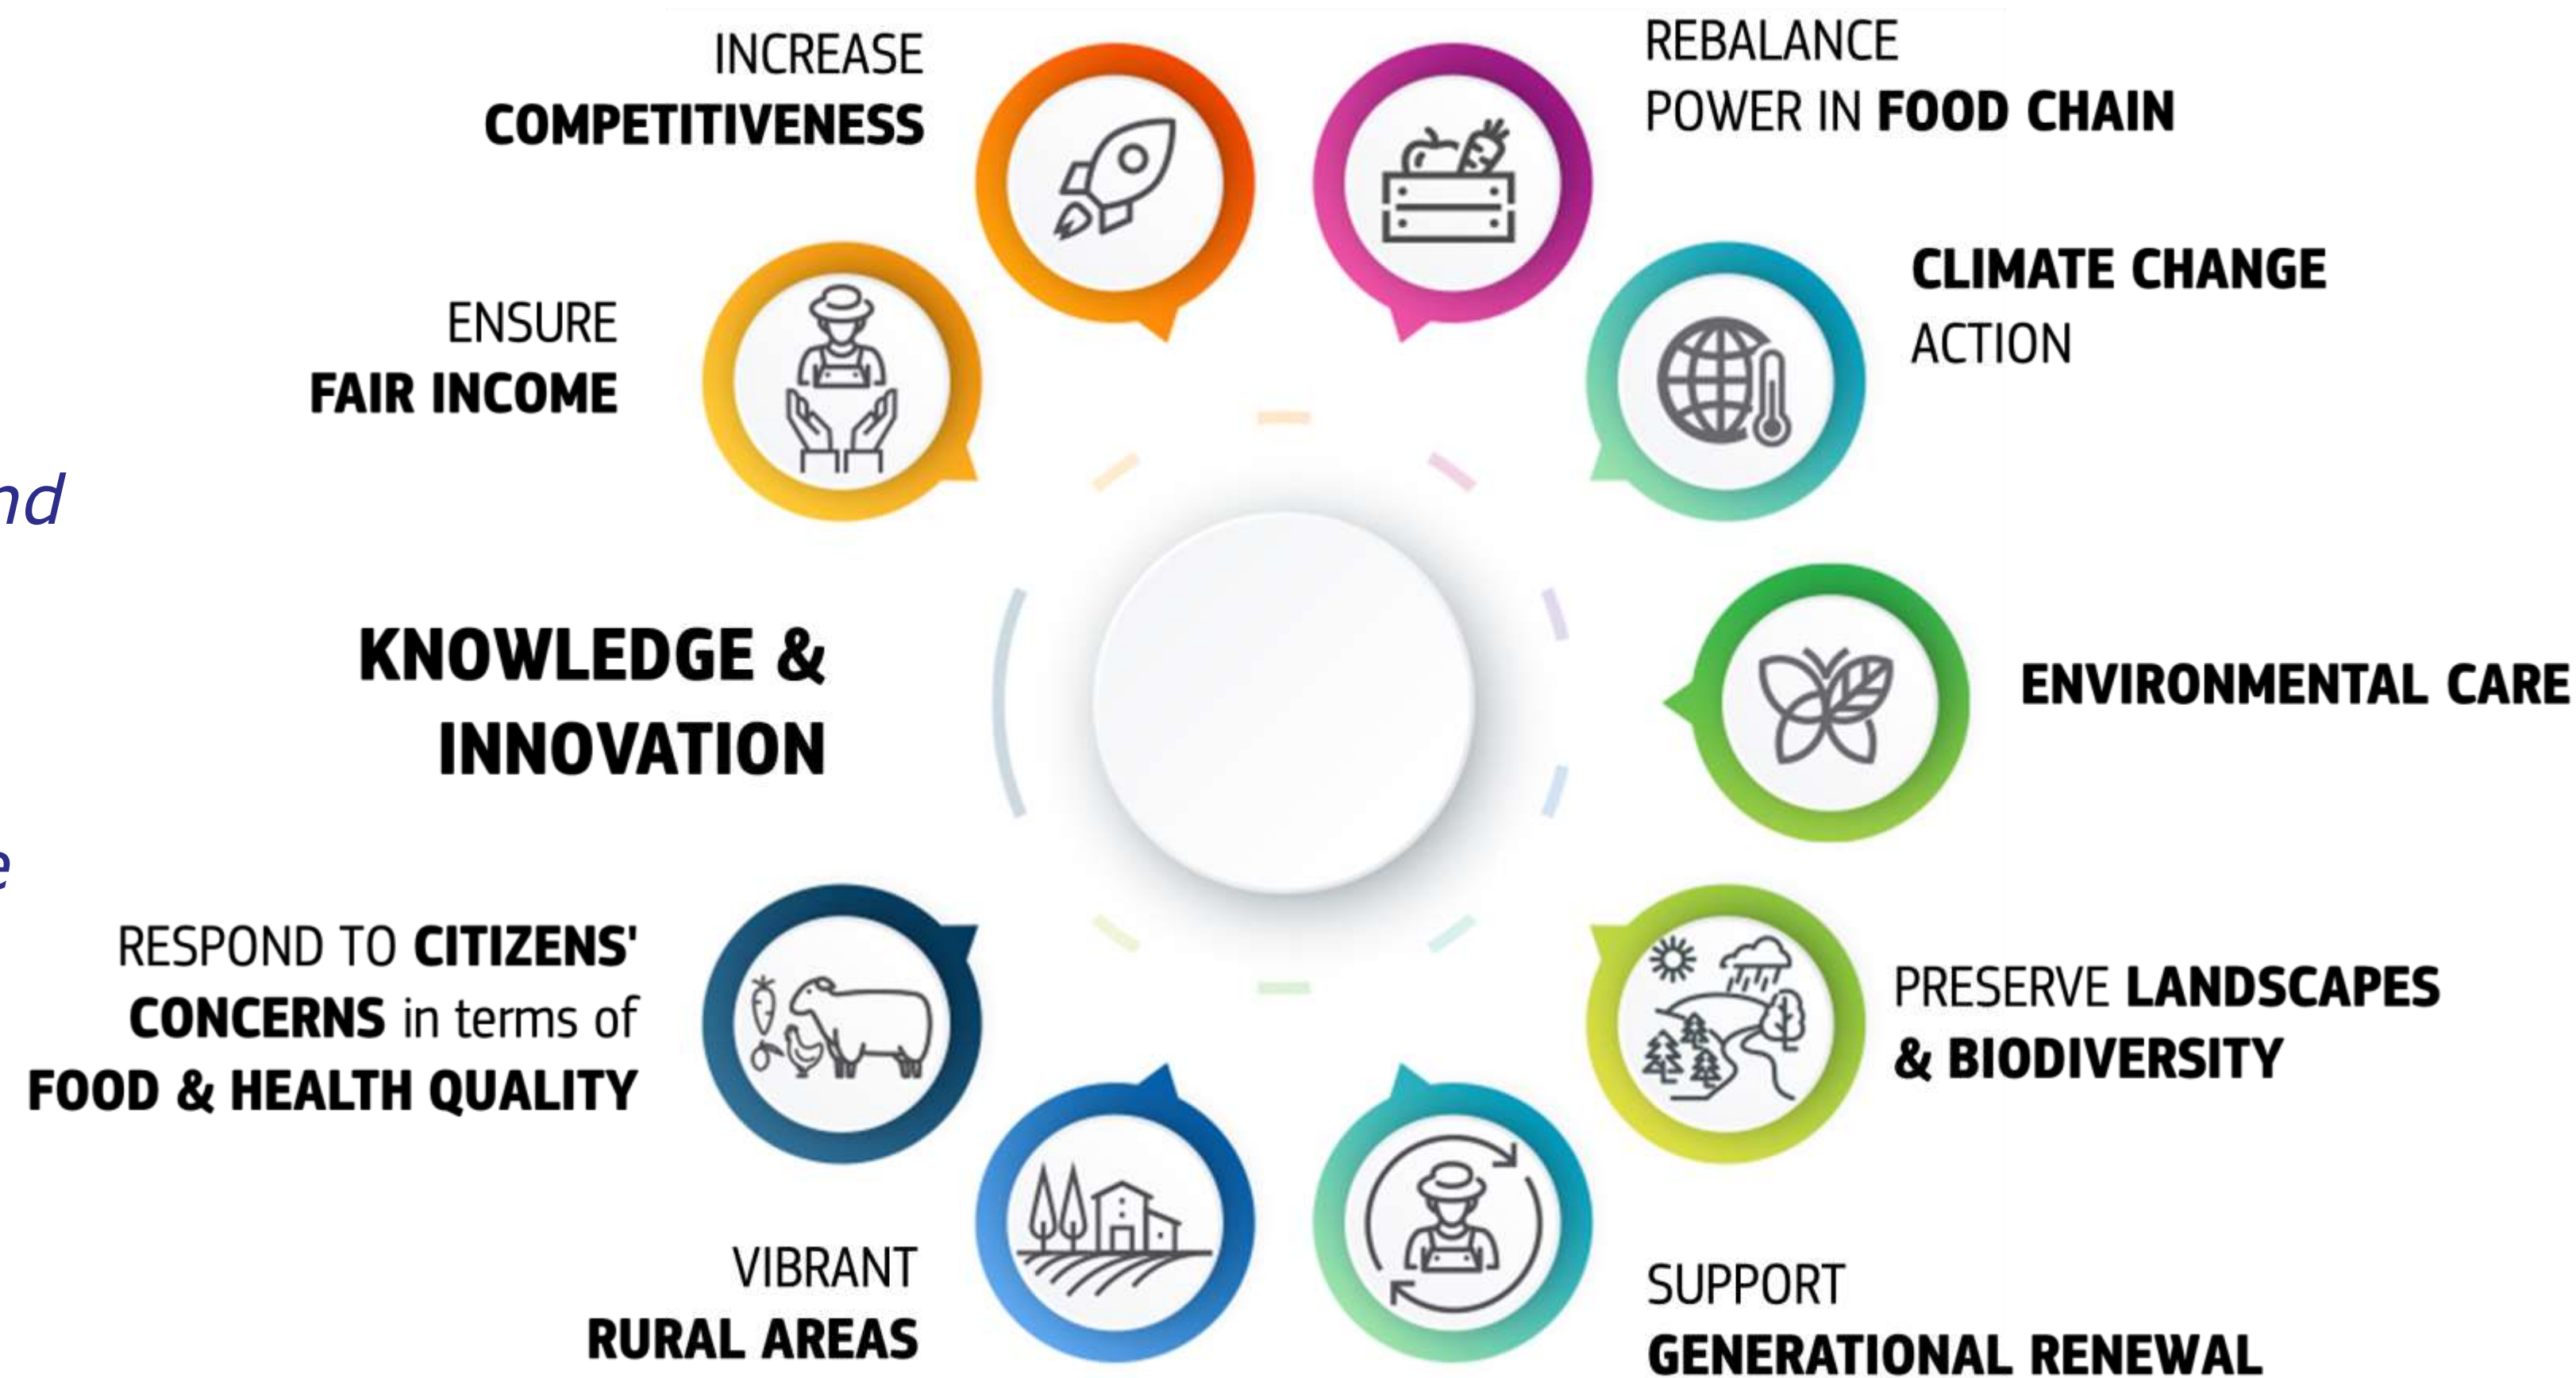 INCREASE
COMPETITIVENESS
REBALANCE
POWER IN FOOD CHAIN
ENSURE
FAIR INCOME
CLIMATE CHANGE
ACTION
KNOWLEDGE &
INNOVATION
ENVIRONMENTAL CARE
RESPOND TO CITIZENS'
CONCERNS in terms of
FOOD & HEALTH QUALITY
PRESERVE LANDSCAPES
& BIODIVERSITY
VIBRANT
RURAL AREAS
SUPPORT
GENERATIONAL RENEWAL